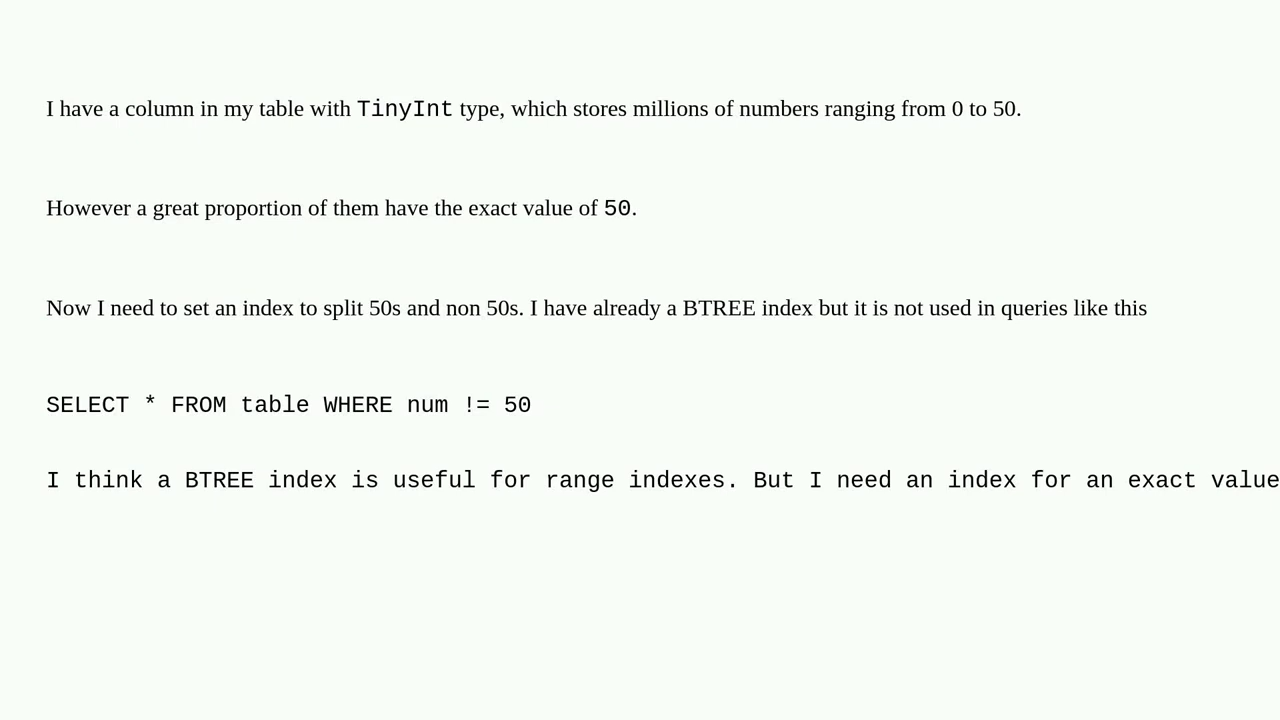 I have a column in my table with TinyInt type, which stores millions of numbers ranging from 0 to 50.
However a great proportion of them have the exact value of 50.
Now I need to set an index to split 50s and non 50s. I have already a BTREE index but it is not used in queries like this
SELECT * FROM table WHERE num != 50
I think a BTREE index is useful for range indexes. But I need an index for an exact value